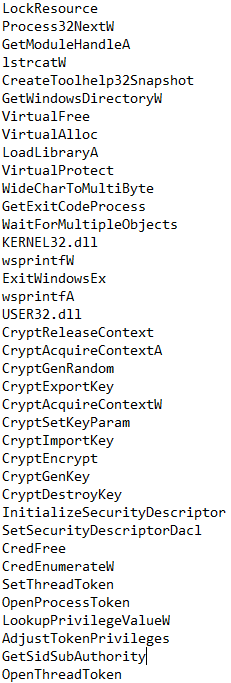 LockResource
Process32NextW
GetModuleHandleA
lstrcatW
CreateToolhelp32Snapshot
GetWindowsDirectoryW
VirtualFree
VirtualAlloc
LoadLibraryA
VirtualProtect
WideCharToMultiByte
GetExitCodeProcess
WaitForMultipleObjects
KERNEL32.dll
wsprintfW
ExitWindowsEx
wsprintfA
USER32.dll
CryptReleaseContext
CryptAcquireContextA
CryptGenRandom
CryptExportKey
CryptAcquireContextW
CryptSetKeyParam
CryptImportKey
CryptEncrypt
CryptGenKey
CryptDestroyKey
InitializeSecurityDescriptor
SetSecurityDescriptorDacl
CredFree
CredEnumerateW
SetThreadToken
OpenProcessToken
LookupPrivilegeValueW
AdjustTokenPrivileges
GetSidSubAuthority
OpenThreadToken